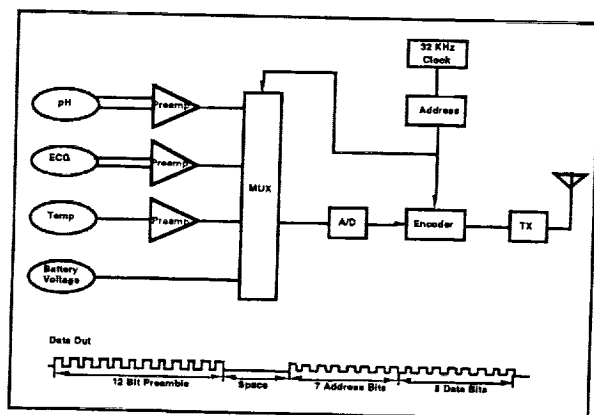 32 KHz
Clock
pH
Preamp
Address
ECG
Preamp
MUX
Temp
Preamp
A/D
Encoder
TX
Battery
Voltage
Data Out
12 Bit Preamble
Space
7 Address Bits
8 Data Bits